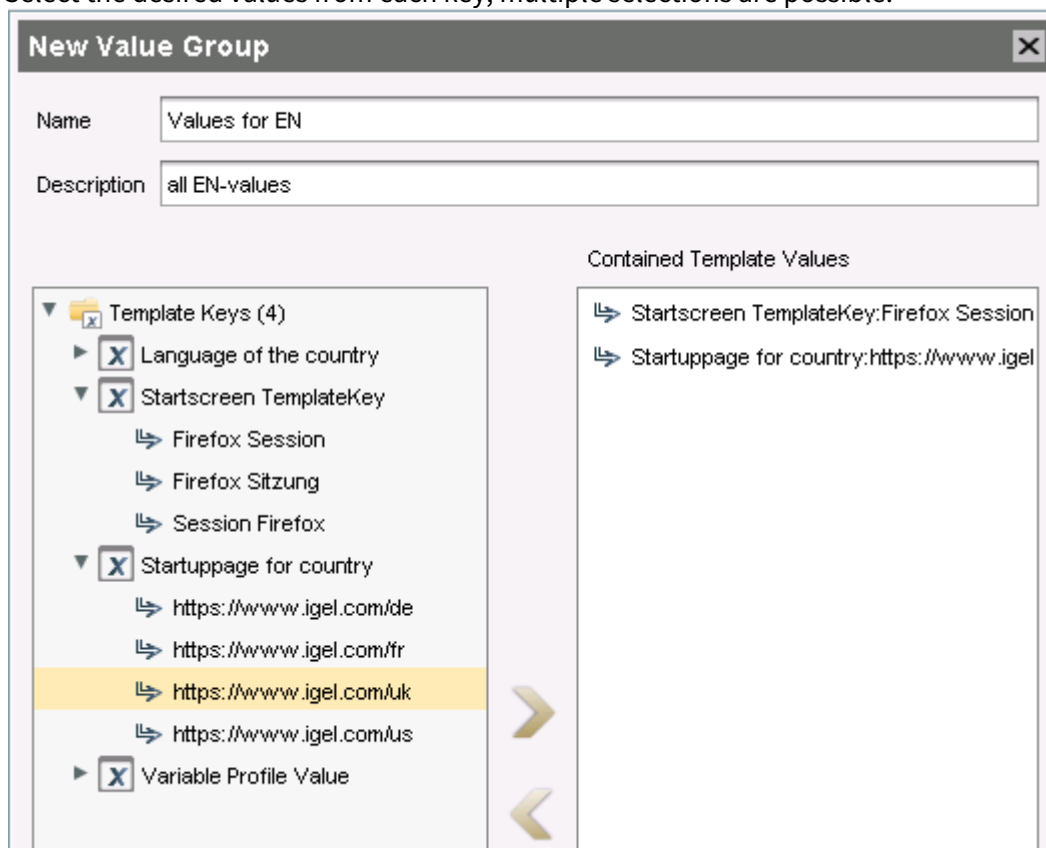 Select the desired values from each key, multiple selections are possible.
New Value Group
Name
Values for EN
Description
all EN-values
Contained Template Values
Template Keys (4)
Language of the country
Startscreen TemplateKey
Firefox Session
Firefox Sitzung
Session Firefox
Startuppage for country
https://www.igel.com/de
https://www.igel.com/fr
https://www.igel.com/uk
https://www.igel.com/us
Variable Profile Value
Startscreen TemplateKey:Firefox Session
Startuppage for country:https://www.igel